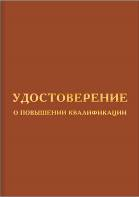 УДОСТОВЕРЕНИЕ
О ПОВЫШЕНИИ КВАЛИФИКАЦИИ